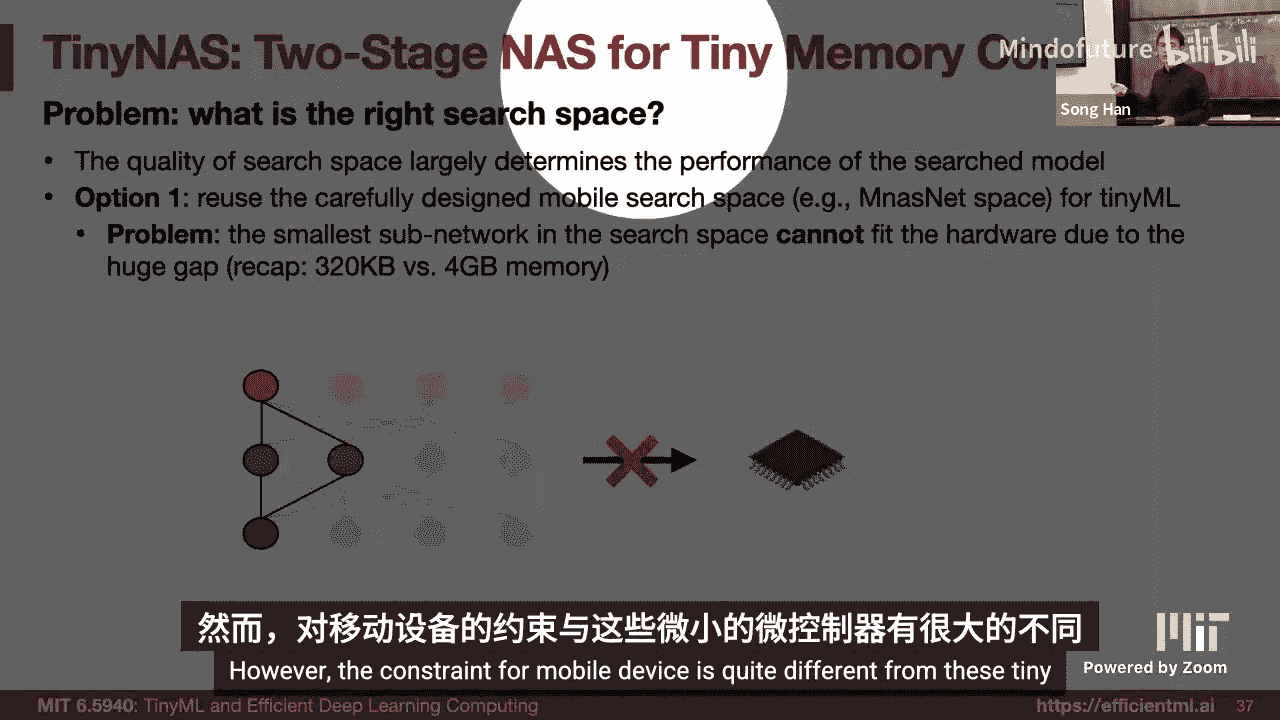 TinyNAS: Two-Stage NAS for Tiny Memory
Mindofuture bilibili
Song Han
Problem: what is the right search space?
• The quality of search space largely determines the performance of the searched model
• Option 1: reuse the carefully designed mobile search space (e.g., MnasNet space) for tinyML
• Problem: the smallest sub-network in the search space cannot fit the hardware due to the
huge gap (recap: 320KB vs. 4GB memory)
然而，对移动设备的约束与这些微小的微控制器有很大的不同
However, the constraint for mobile device is quite different from these tiny
MIT
Powered by Zoom
MIT 6.5940: TinyML and Efficient Deep Learning Computing
https://efficientml.ai
37